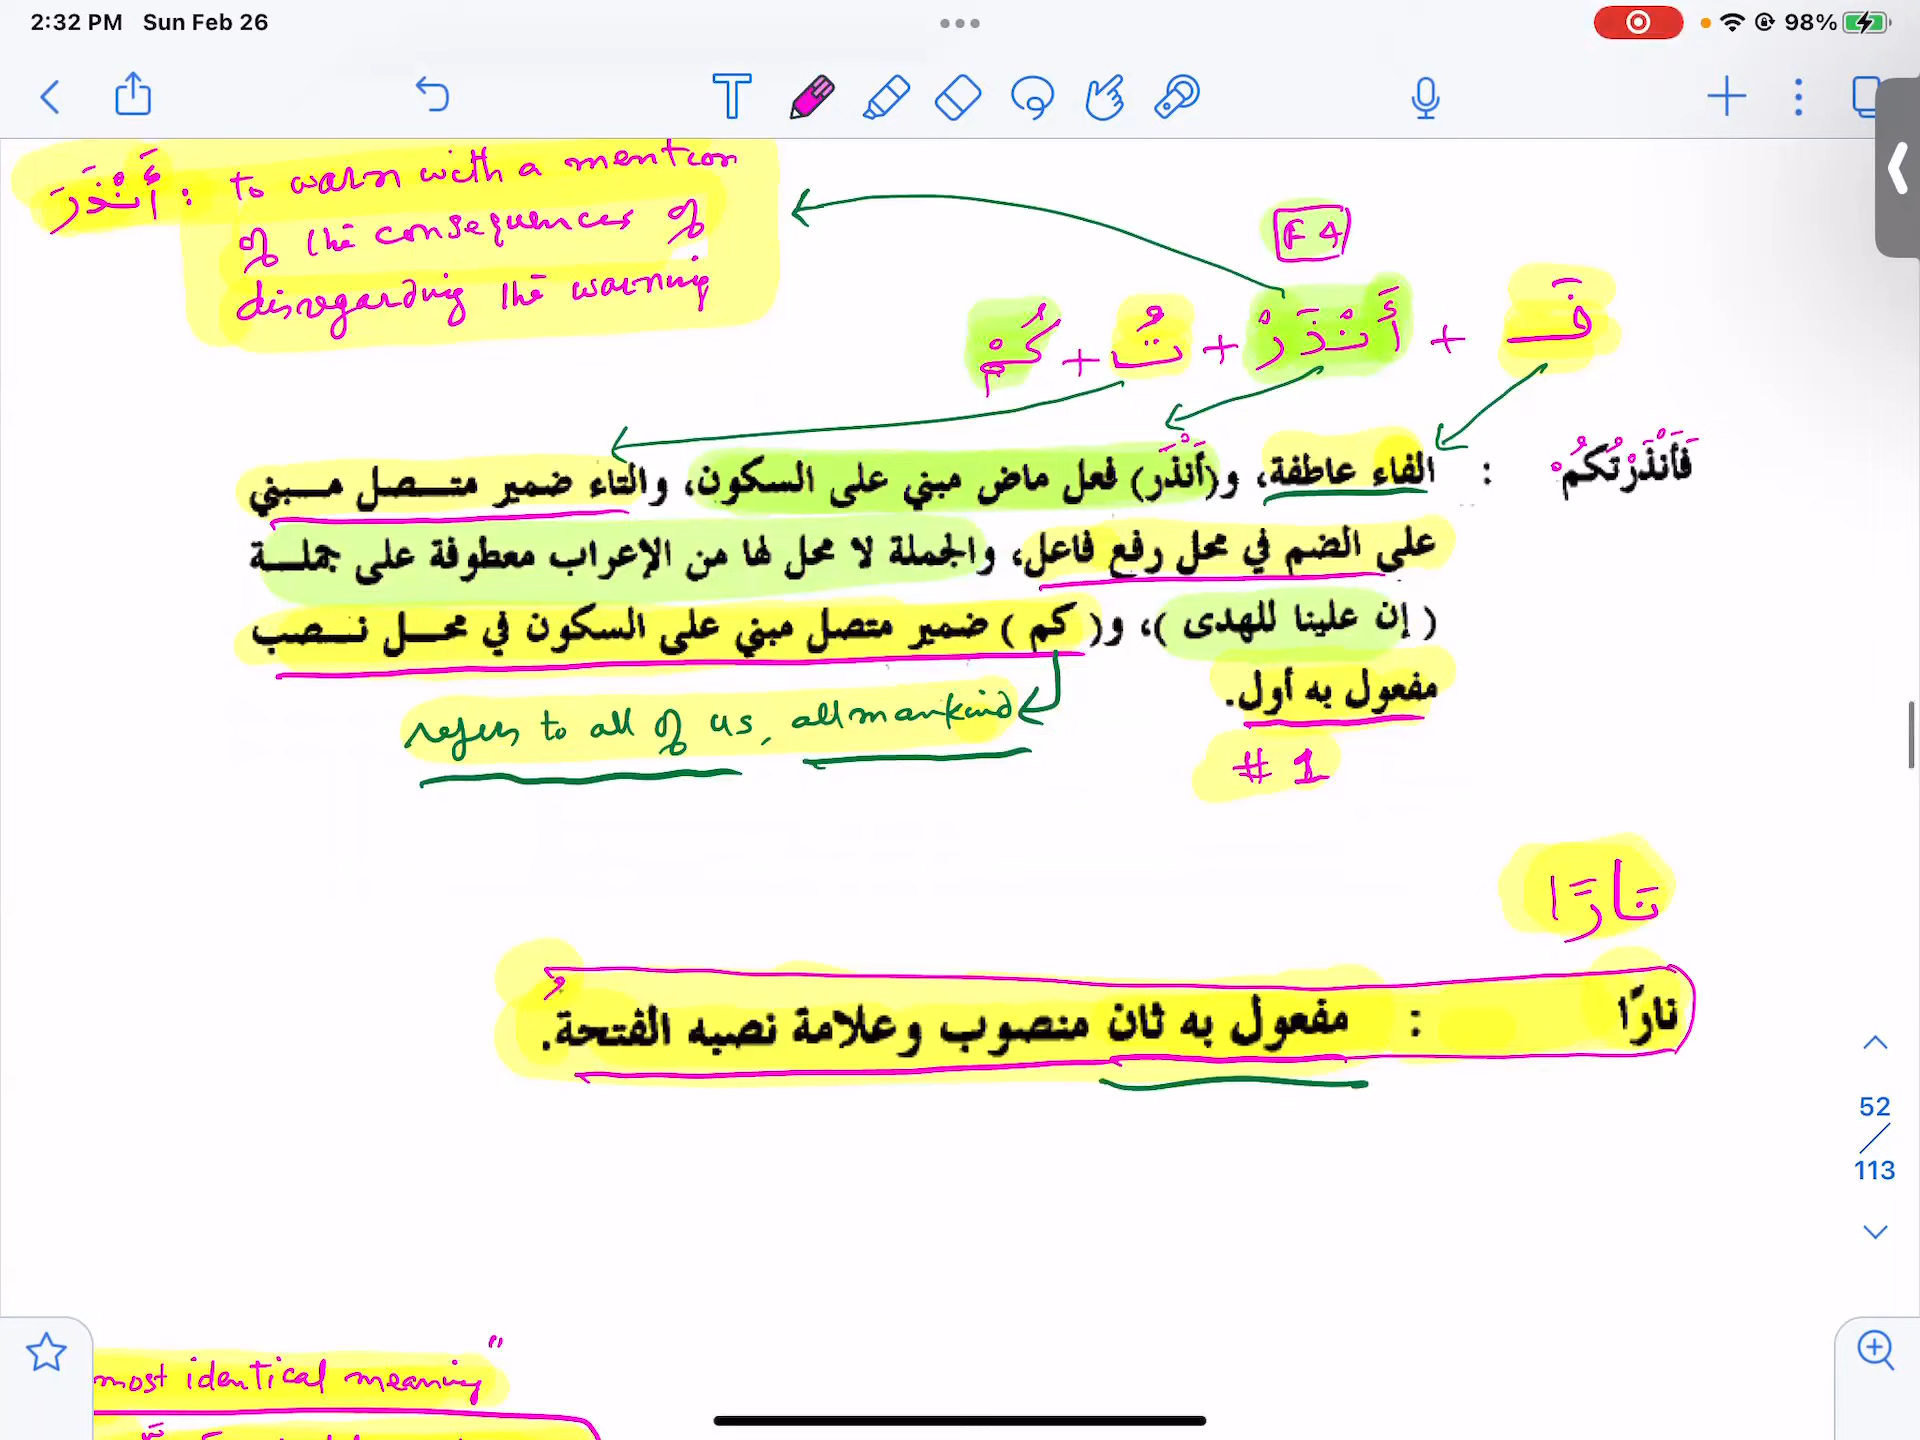 2:32 PM Sun Feb 26
98%
أَنْذَرَ : to warn with a mention
of the consequences of
disregarding the warning
F 4
فَـ + أَنْذَرْ + تُ + كُمْ
فَأَنْذَرْتُكُمْ : الفاء عاطفة، و(أَنْذَر) فعل ماض مبني على السكون، والتاء ضمير متصل مبني
على الضم في محل رفع فاعل، والجملة لا محل لها من الإعراب معطوفة على جملة
( إن علينا للهدى )، و( كم ) ضمير متصل مبني على السكون في محل نصب
مفعول به أول.
refers to all of us, all mankind
# 1
نَارًا
نارًا : مفعول به ثان منصوب وعلامة نصبه الفتحة.
52
113
most identical meaning"